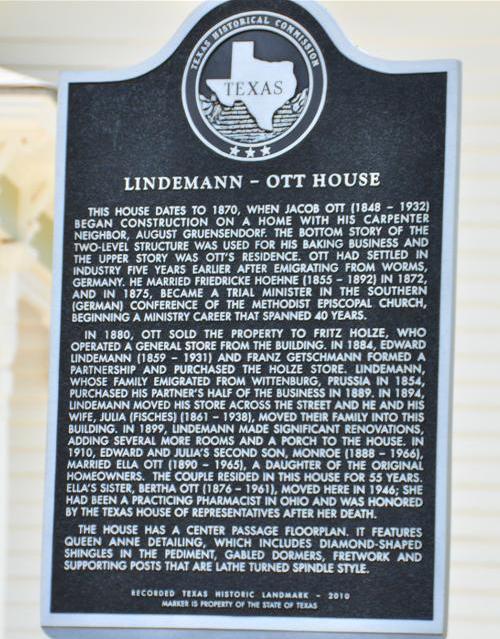 TEXAS HISTORICAL COMMISSION
TEXAS
LINDEMANN – OTT HOUSE
THIS HOUSE DATES TO 1870, WHEN JACOB OTT (1848 – 1932)
BEGAN CONSTRUCTION ON A HOME WITH HIS CARPENTER
NEIGHBOR, AUGUST GRUENSENDORF. THE BOTTOM STORY OF THE
TWO-LEVEL STRUCTURE WAS USED FOR HIS BAKING BUSINESS AND
THE UPPER STORY WAS OTT'S RESIDENCE. OTT HAD SETTLED IN
INDUSTRY FIVE YEARS EARLIER AFTER EMIGRATING FROM WORMS,
GERMANY. HE MARRIED FRIEDRICKE HOEHNE (1855 – 1892) IN 1872,
AND IN 1875, BECAME A TRIAL MINISTER IN THE SOUTHERN
(GERMAN) CONFERENCE OF THE METHODIST EPISCOPAL CHURCH,
BEGINNING A MINISTRY CAREER THAT SPANNED 40 YEARS.
IN 1880, OTT SOLD THE PROPERTY TO FRITZ HOLZE, WHO
OPERATED A GENERAL STORE FROM THE BUILDING. IN 1884, EDWARD
LINDEMANN (1859 – 1931) AND FRANZ GETSCHMANN FORMED A
PARTNERSHIP AND PURCHASED THE HOLZE STORE. LINDEMANN,
WHOSE FAMILY EMIGRATED FROM WITTENBURG, PRUSSIA IN 1854,
PURCHASED HIS PARTNER'S HALF OF THE BUSINESS IN 1889. IN 1894,
LINDEMANN MOVED HIS STORE ACROSS THE STREET AND HE AND HIS
WIFE, JULIA (FISCHES) (1861 – 1938), MOVED THEIR FAMILY INTO THIS
BUILDING. IN 1899, LINDEMANN MADE SIGNIFICANT RENOVATIONS,
ADDING SEVERAL MORE ROOMS AND A PORCH TO THE HOUSE. IN
1910, EDWARD AND JULIA'S SECOND SON, MONROE (1888 – 1966),
MARRIED ELLA OTT (1890 – 1965), A DAUGHTER OF THE ORIGINAL
HOMEOWNERS. THE COUPLE RESIDED IN THIS HOUSE FOR 55 YEARS.
ELLA'S SISTER, BERTHA OTT (1876 – 1961), MOVED HERE IN 1946; SHE
HAD BEEN A PRACTICING PHARMACIST IN OHIO AND WAS HONORED
BY THE TEXAS HOUSE OF REPRESENTATIVES AFTER HER DEATH.
THE HOUSE HAS A CENTER PASSAGE FLOORPLAN. IT FEATURES
QUEEN ANNE DETAILING, WHICH INCLUDES DIAMOND-SHAPED
SHINGLES IN THE PEDIMENT, GABLED DORMERS, FRETWORK AND
SUPPORTING POSTS THAT ARE LATHE TURNED SPINDLE STYLE.
RECORDED TEXAS HISTORIC LANDMARK – 2010
MARKER IS PROPERTY OF THE STATE OF TEXAS